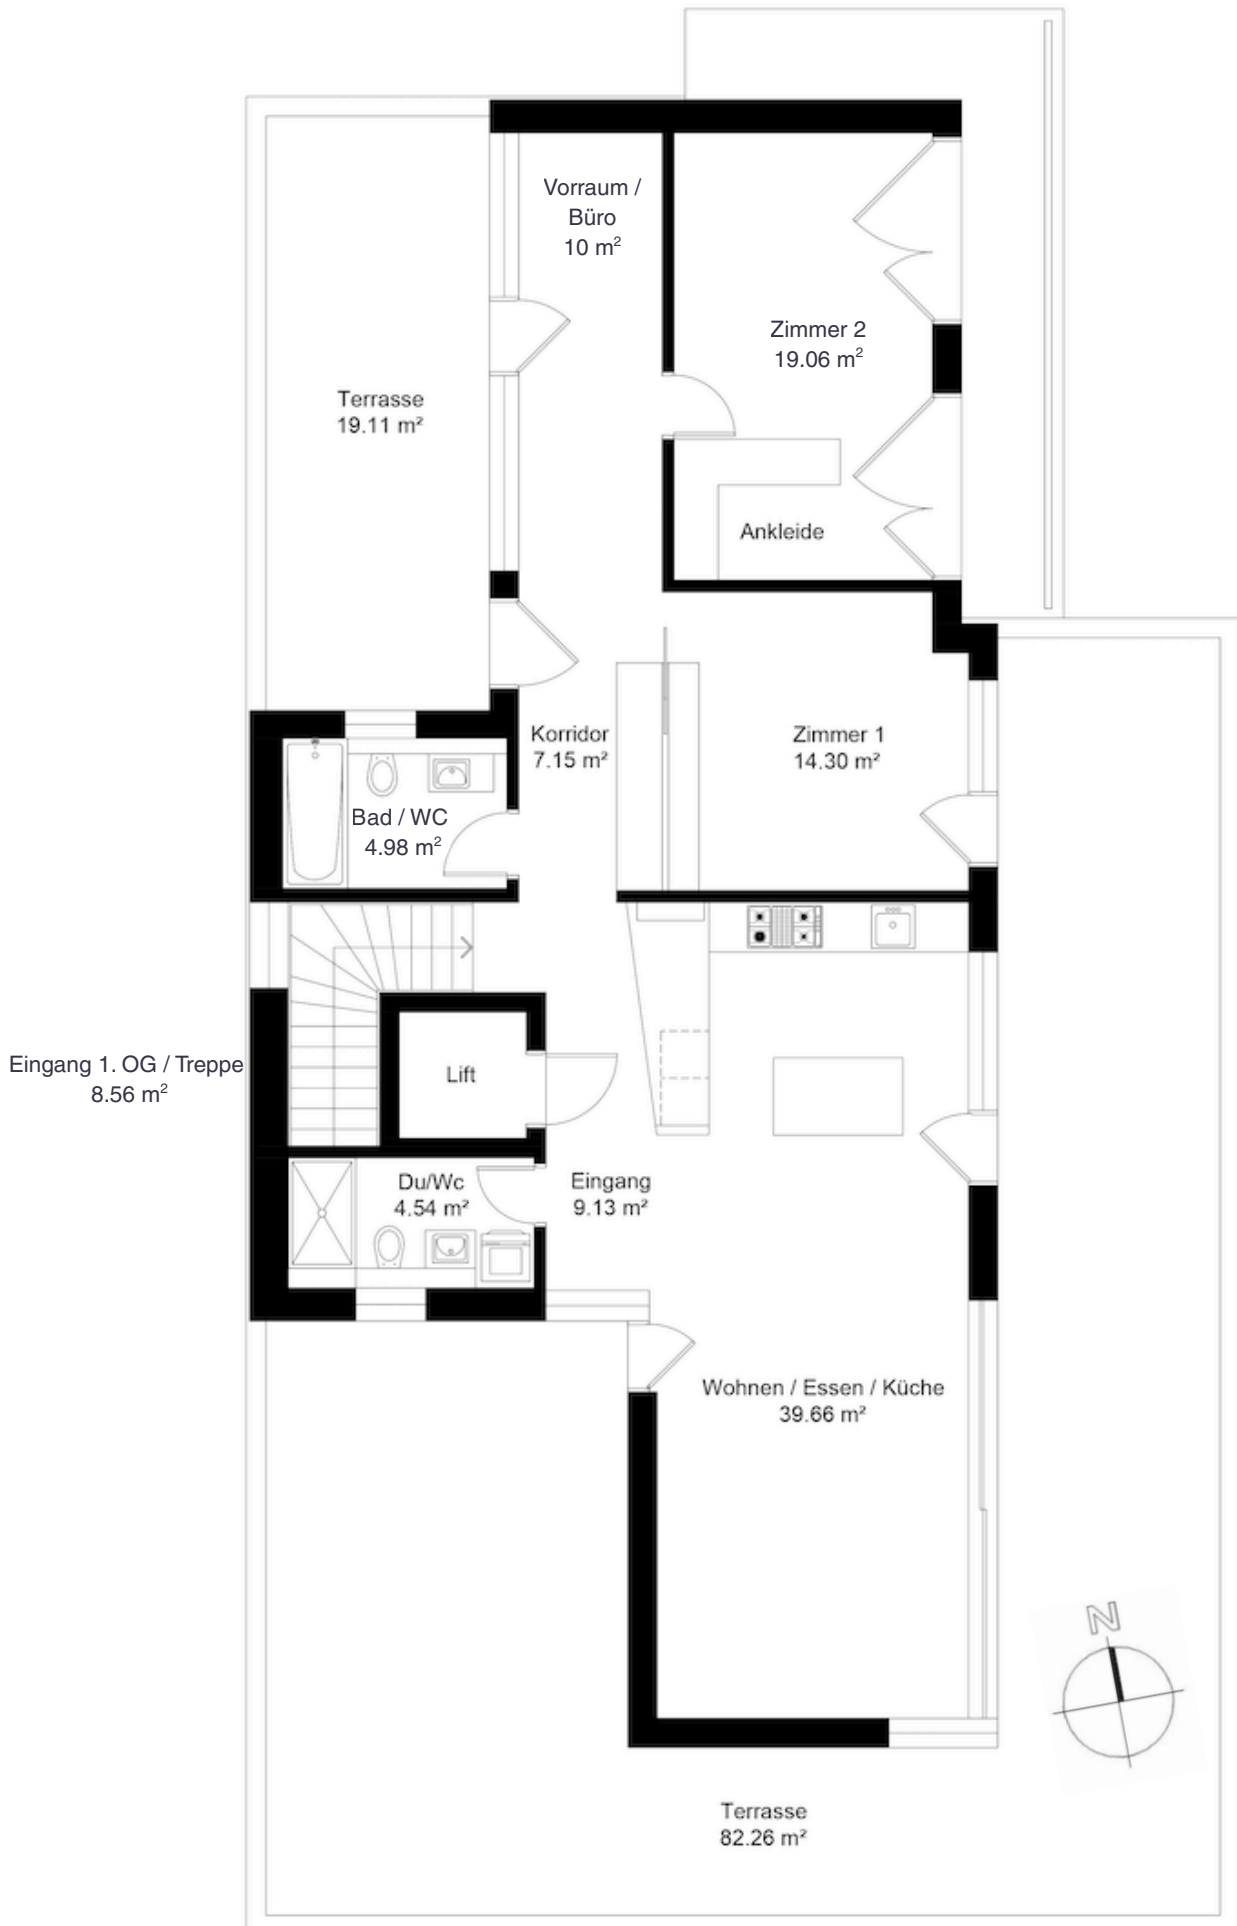 Vorraum /
Büro
10 m²
Zimmer 2
19.06 m²
Terrasse
19.11 m²
Ankleide
Korridor
7.15 m²
Zimmer 1
14.30 m²
Bad / WC
4.98 m²
Eingang 1. OG / Treppe
8.56 m²
Lift
Du/Wc
4.54 m²
Eingang
9.13 m²
Wohnen / Essen / Küche
39.66 m²
N
Terrasse
82.26 m²